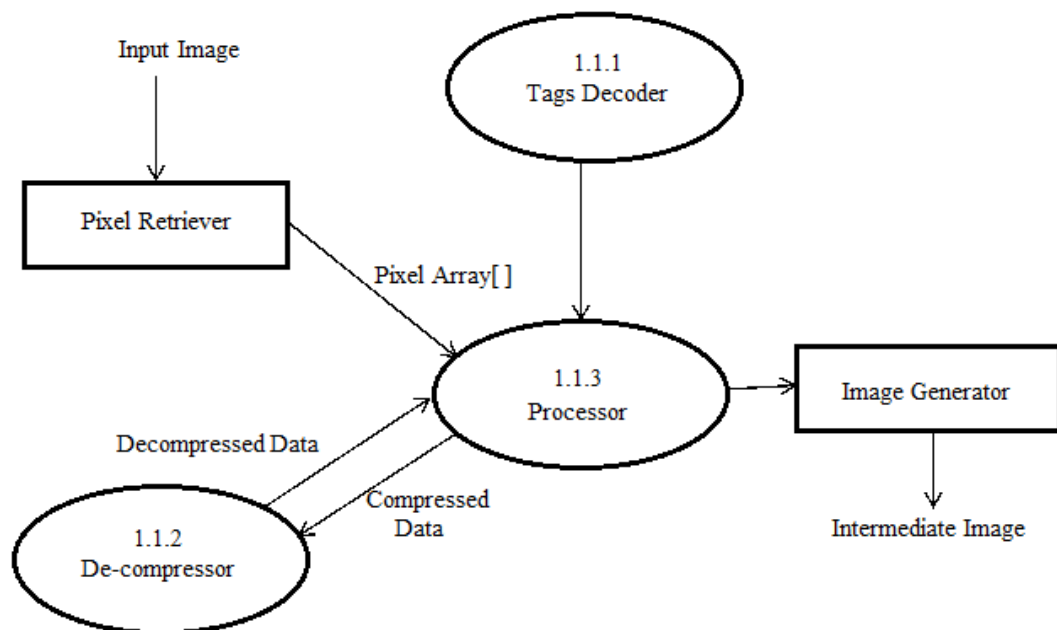 Input Image
1.1.1
Tags Decoder
Pixel Retriever
Pixel Array[ ]
1.1.3
Processor
Image Generator
Decompressed Data
Compressed
Data
Intermediate Image
1.1.2
De-compressor